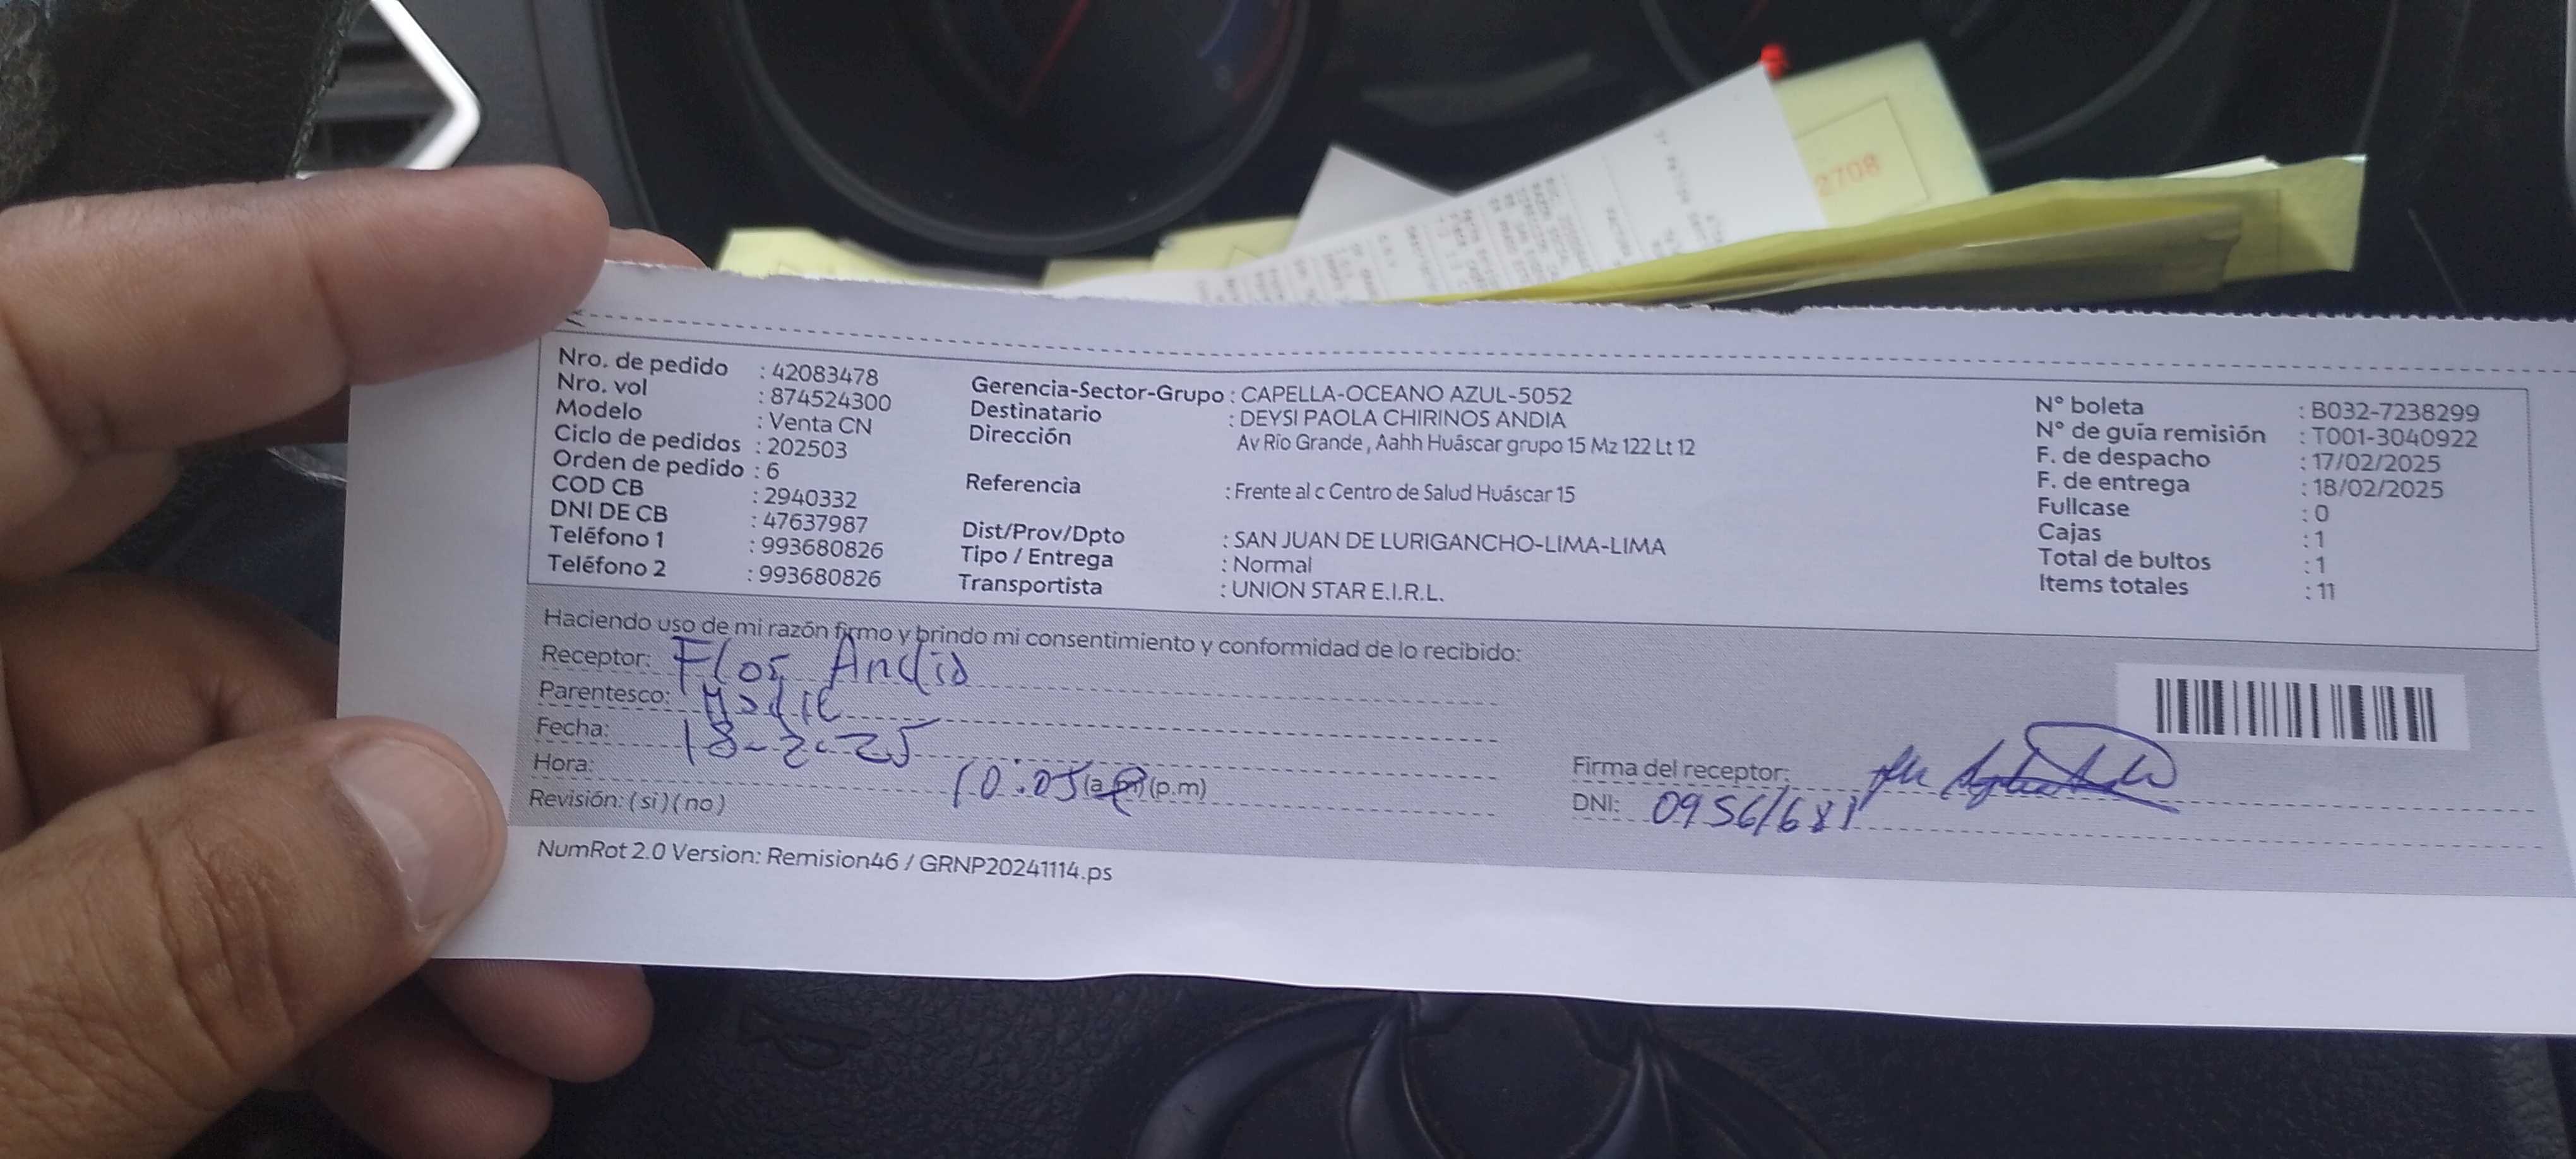 2708
Nro. de pedido : 42083478
Nro. vol : 874524300
Modelo : Venta CN
Ciclo de pedidos : 202503
Orden de pedido : 6
COD CB : 2940332
DNI DE CB : 47637987
Teléfono 1 : 993680826
Teléfono 2 : 993680826
Gerencia-Sector-Grupo : CAPELLA-OCEANO AZUL-5052
Destinatario : DEYSI PAOLA CHIRINOS ANDIA
Dirección : Av Río Grande , Aahh Huáscar grupo 15 Mz 122 Lt 12
Referencia : Frente al c Centro de Salud Huáscar 15
Dist/Prov/Dpto : SAN JUAN DE LURIGANCHO-LIMA-LIMA
Tipo / Entrega : Normal
Transportista : UNION STAR E.I.R.L.
N° boleta : B032-7238299
N° de guía remisión : T001-3040922
F. de despacho : 17/02/2025
F. de entrega : 18/02/2025
Fullcase : 0
Cajas : 1
Total de bultos : 1
Items totales : 11
Haciendo uso de mi razón firmo y brindo mi consentimiento y conformidad de lo recibido:
Receptor: Flor Andia
Parentesco: Madre
Fecha: 18-2-25
Hora: 10:05 (a.m) (p.m)
Revisión: ( si ) ( no )
Firma del receptor:
DNI: 09561681
NumRot 2.0 Version: Remision46 / GRNP20241114.ps